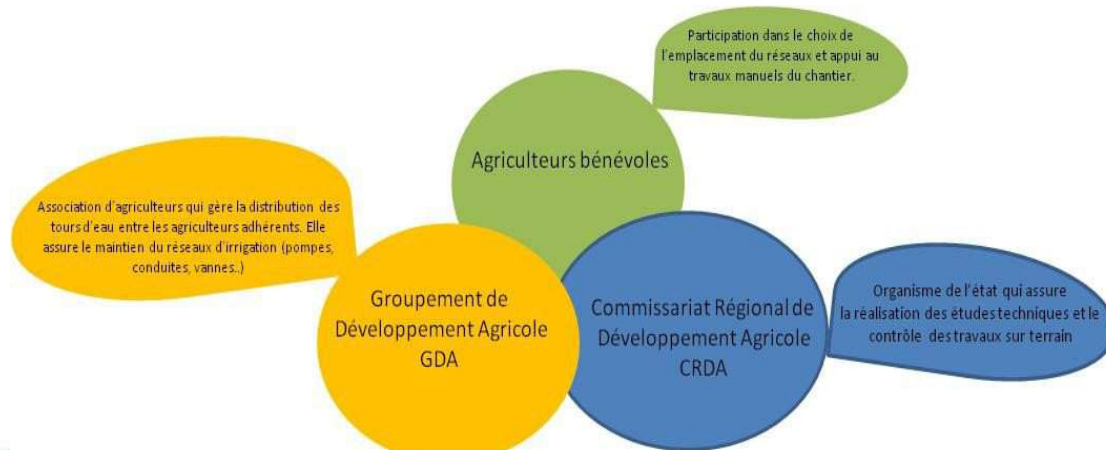 Participation dans le choix de
l'emplacement du réseaux et appui au
travaux manuels du chantier.
Agriculteurs bénévoles
Association d'agriculteurs qui gère la distribution des
tours d'eau entre les agriculteurs adhérents. Elle
assure le maintien du réseaux d'irrigation (pompes,
conduites, vannes..)
Groupement de
Développement Agricole
GDA
Commissariat Régional de
Développement Agricole
CRDA
Organisme de l'état qui assure
la réalisation des études techniques et le
contrôle des travaux sur terrain